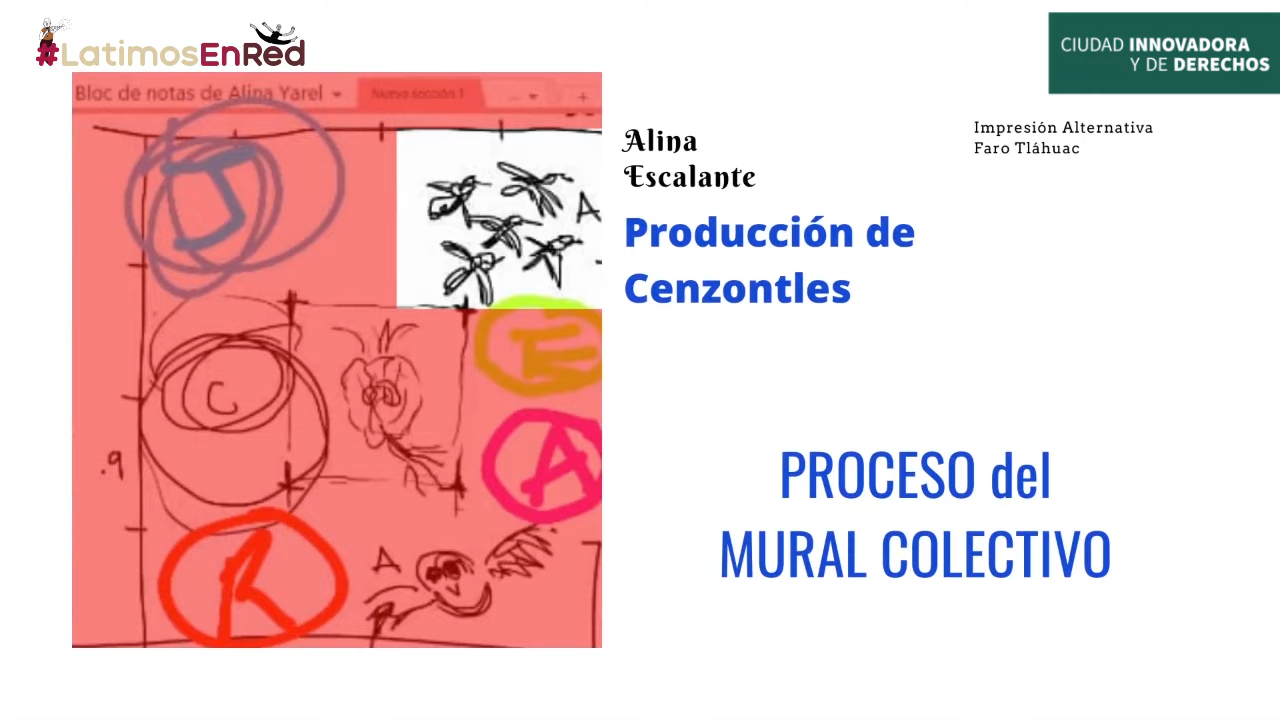 #LatimosEnRed
CIUDAD INNOVADORA
Y DE DERECHOS
Bloc de notas de Alina Yarel
Nueva sección 1
Impresión Alternativa
Faro Tláhuac
Alina
Escalante
Producción de
Cenzontles
J
A
E
C
A
.9
R
A
PROCESO del
MURAL COLECTIVO